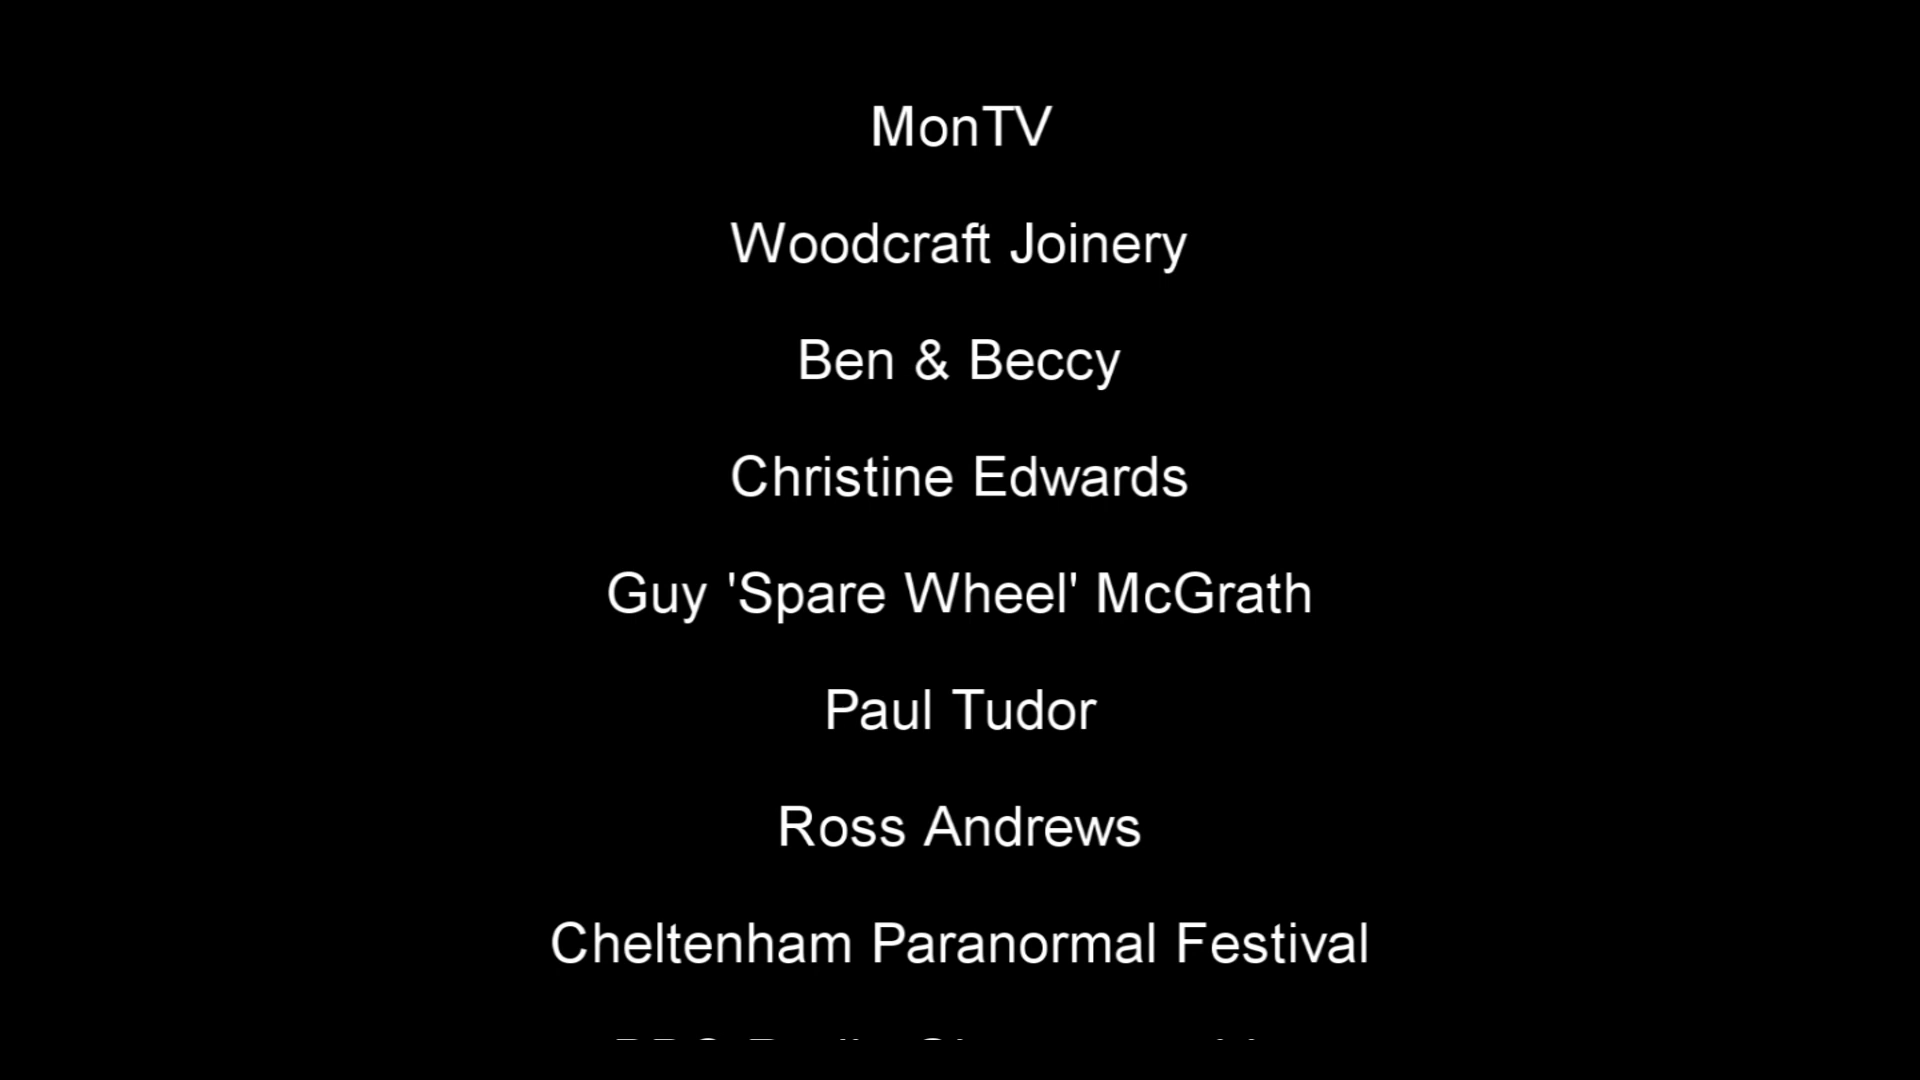 MonTV
Woodcraft Joinery
Ben & Beccy
Christine Edwards
Guy 'Spare Wheel' McGrath
Paul Tudor
Ross Andrews
Cheltenham Paranormal Festival